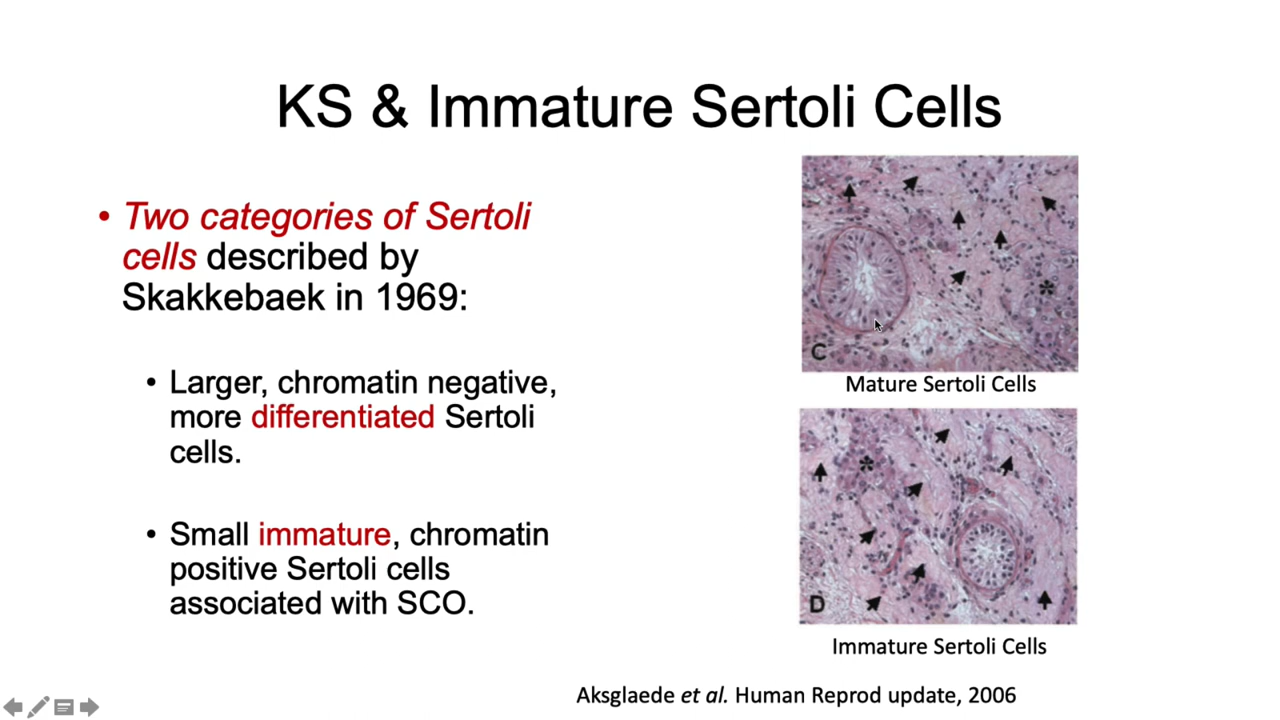 KS & Immature Sertoli Cells
• Two categories of Sertoli
cells described by
Skakkebaek in 1969:
• Larger, chromatin negative,
more differentiated Sertoli
cells.
• Small immature, chromatin
positive Sertoli cells
associated with SCO.
*
C
Mature Sertoli Cells
*
D
Immature Sertoli Cells
Aksglaede et al. Human Reprod update, 2006